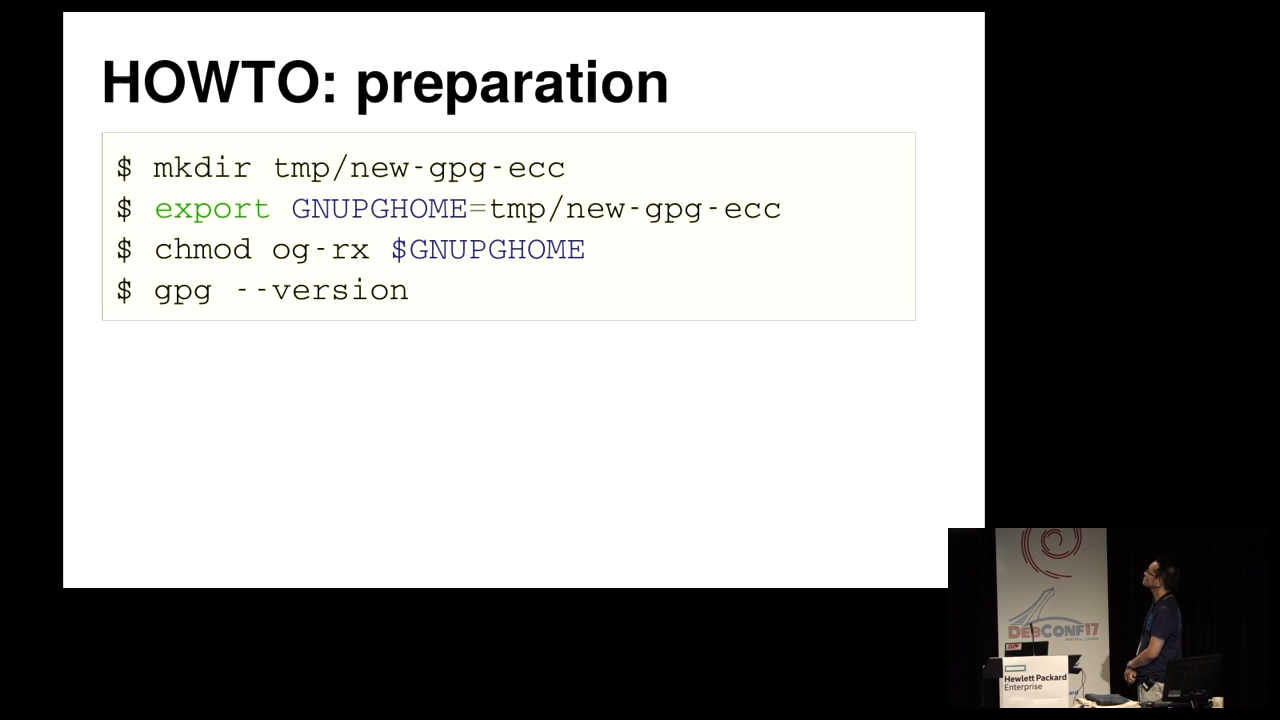 HOWTO: preparation
$ mkdir tmp/new-gpg-ecc
$ export GNUPGHOME=tmp/new-gpg-ecc
$ chmod og-rx $GNUPGHOME
$ gpg --version
DEBCONF17
Hewlett Packard
Enterprise